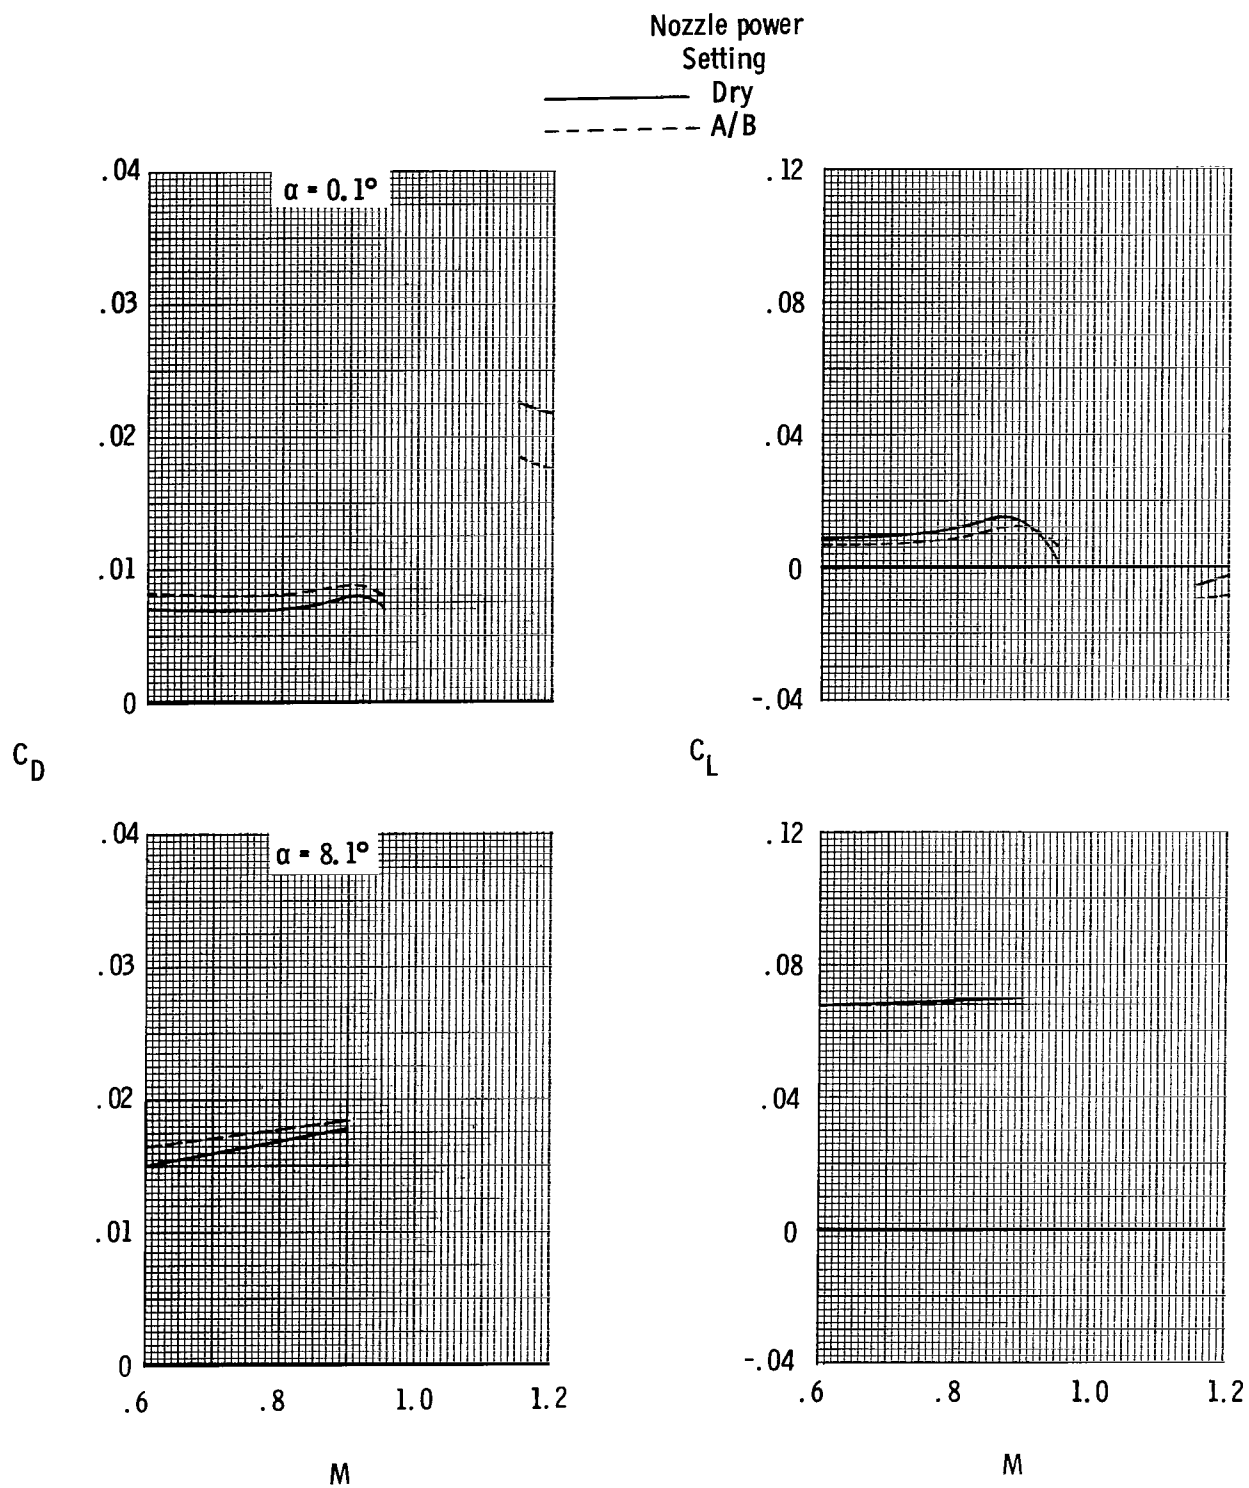 Nozzle power
Setting
Dry
A/B
.04
.03
.02
.01
0
α = 0.1°
.12
.08
.04
0
-.04
C_D
C_L
.04
.03
.02
.01
0
α = 8.1°
.12
.08
.04
0
-.04
.6 .8 1.0 1.2
.6 .8 1.0 1.2
M
M